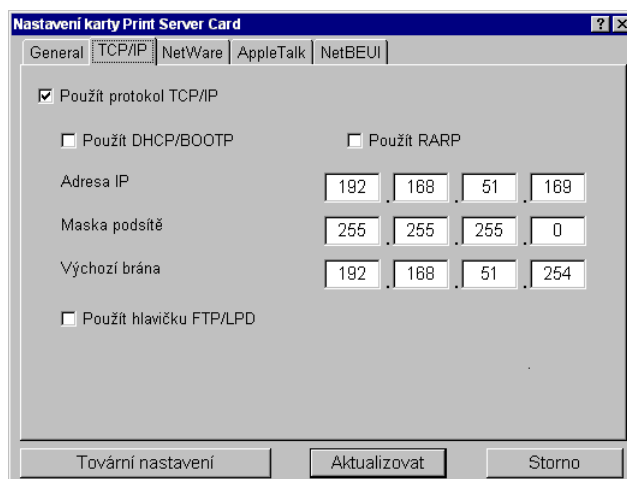 Nastavení karty Print Server Card
General TCP/IP NetWare AppleTalk NetBEUI
Použít protokol TCP/IP
Použít DHCP/BOOTP Použít RARP
Adresa IP 192 . 168 . 51 . 169
Maska podsítě 255 . 255 . 255 . 0
Výchozí brána 192 . 168 . 51 . 254
Použít hlavičku FTP/LPD
Tovární nastavení Aktualizovat Storno